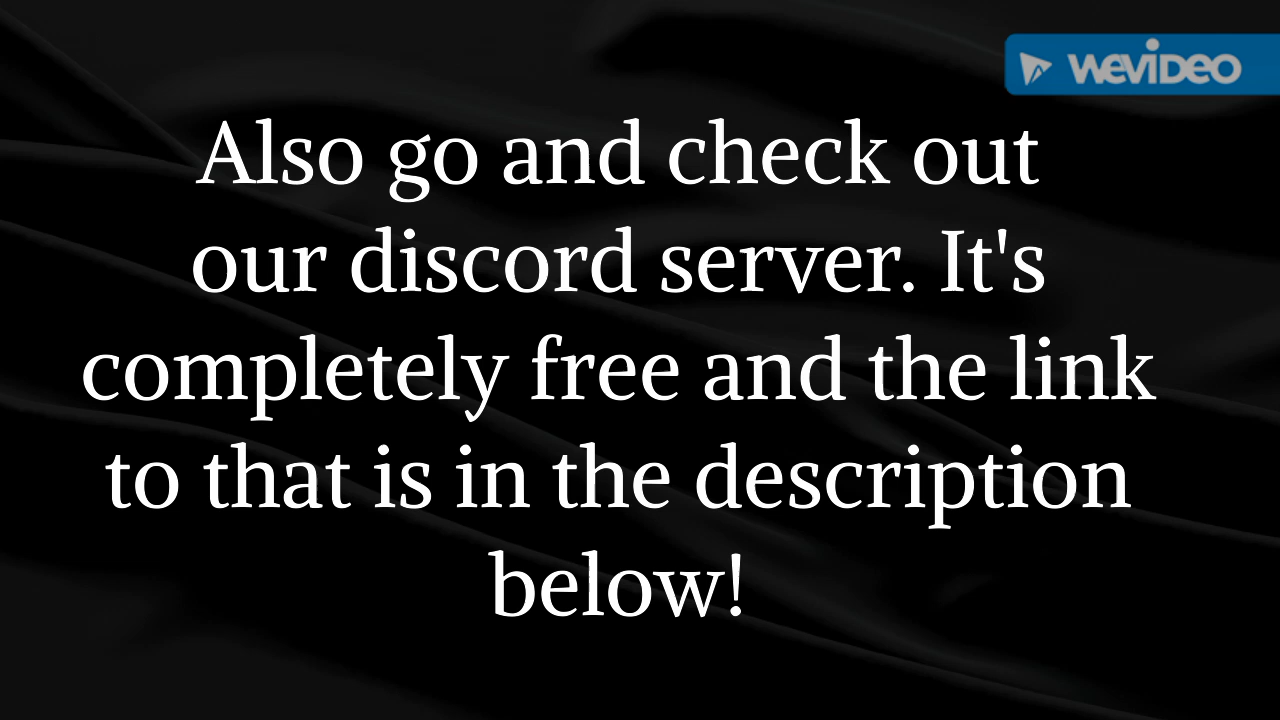 WEVIDEO
Also go and check out
our discord server. It's
completely free and the link
to that is in the description
below!